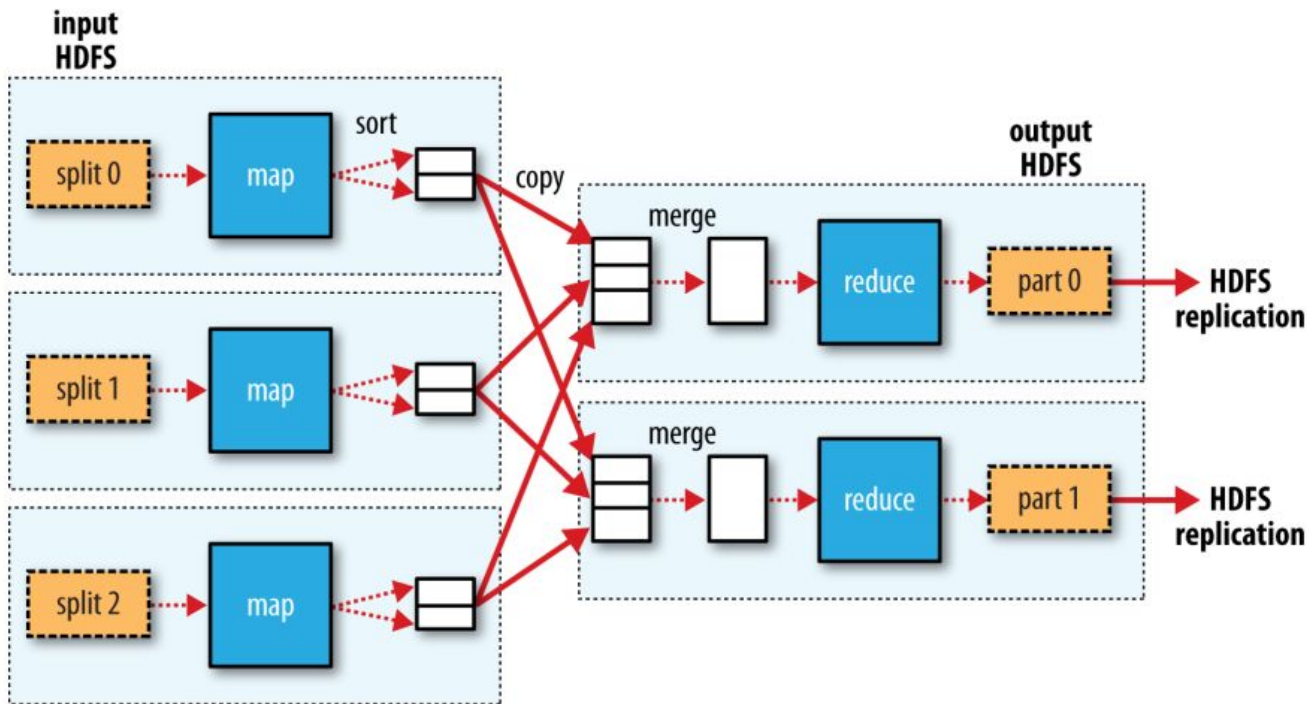 input
HDFS
split 0
map
sort
copy
split 1
map
split 2
map
output
HDFS
merge
reduce
part 0
HDFS
replication
merge
reduce
part 1
HDFS
replication